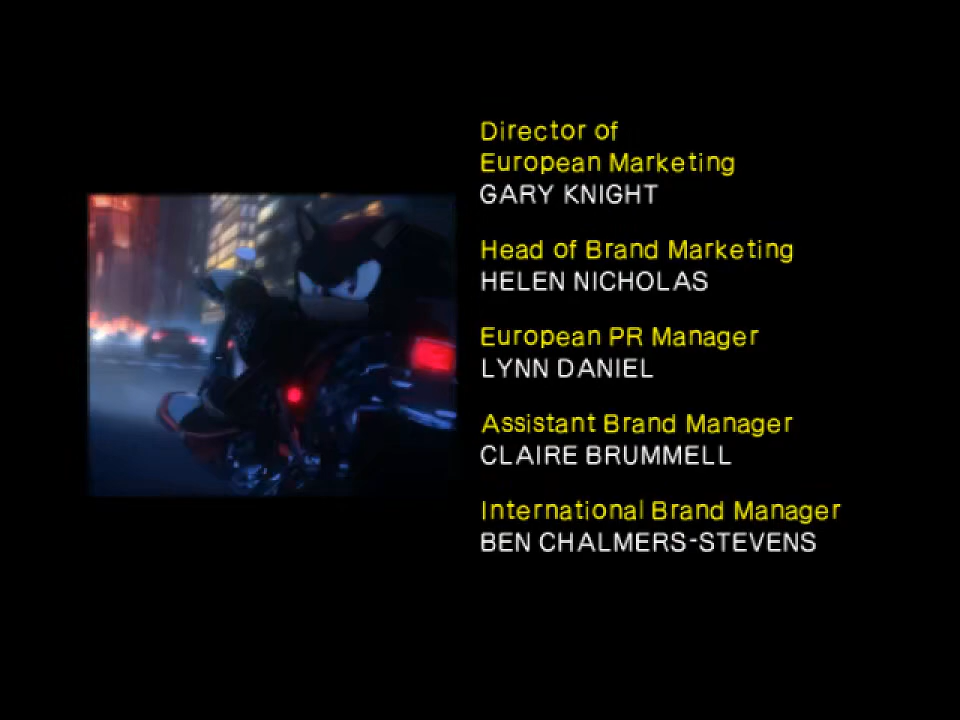 Director of
European Marketing
GARY KNIGHT
Head of Brand Marketing
HELEN NICHOLAS
European PR Manager
LYNN DANIEL
Assistant Brand Manager
CLAIRE BRUMMELL
International Brand Manager
BEN CHALMERS-STEVENS